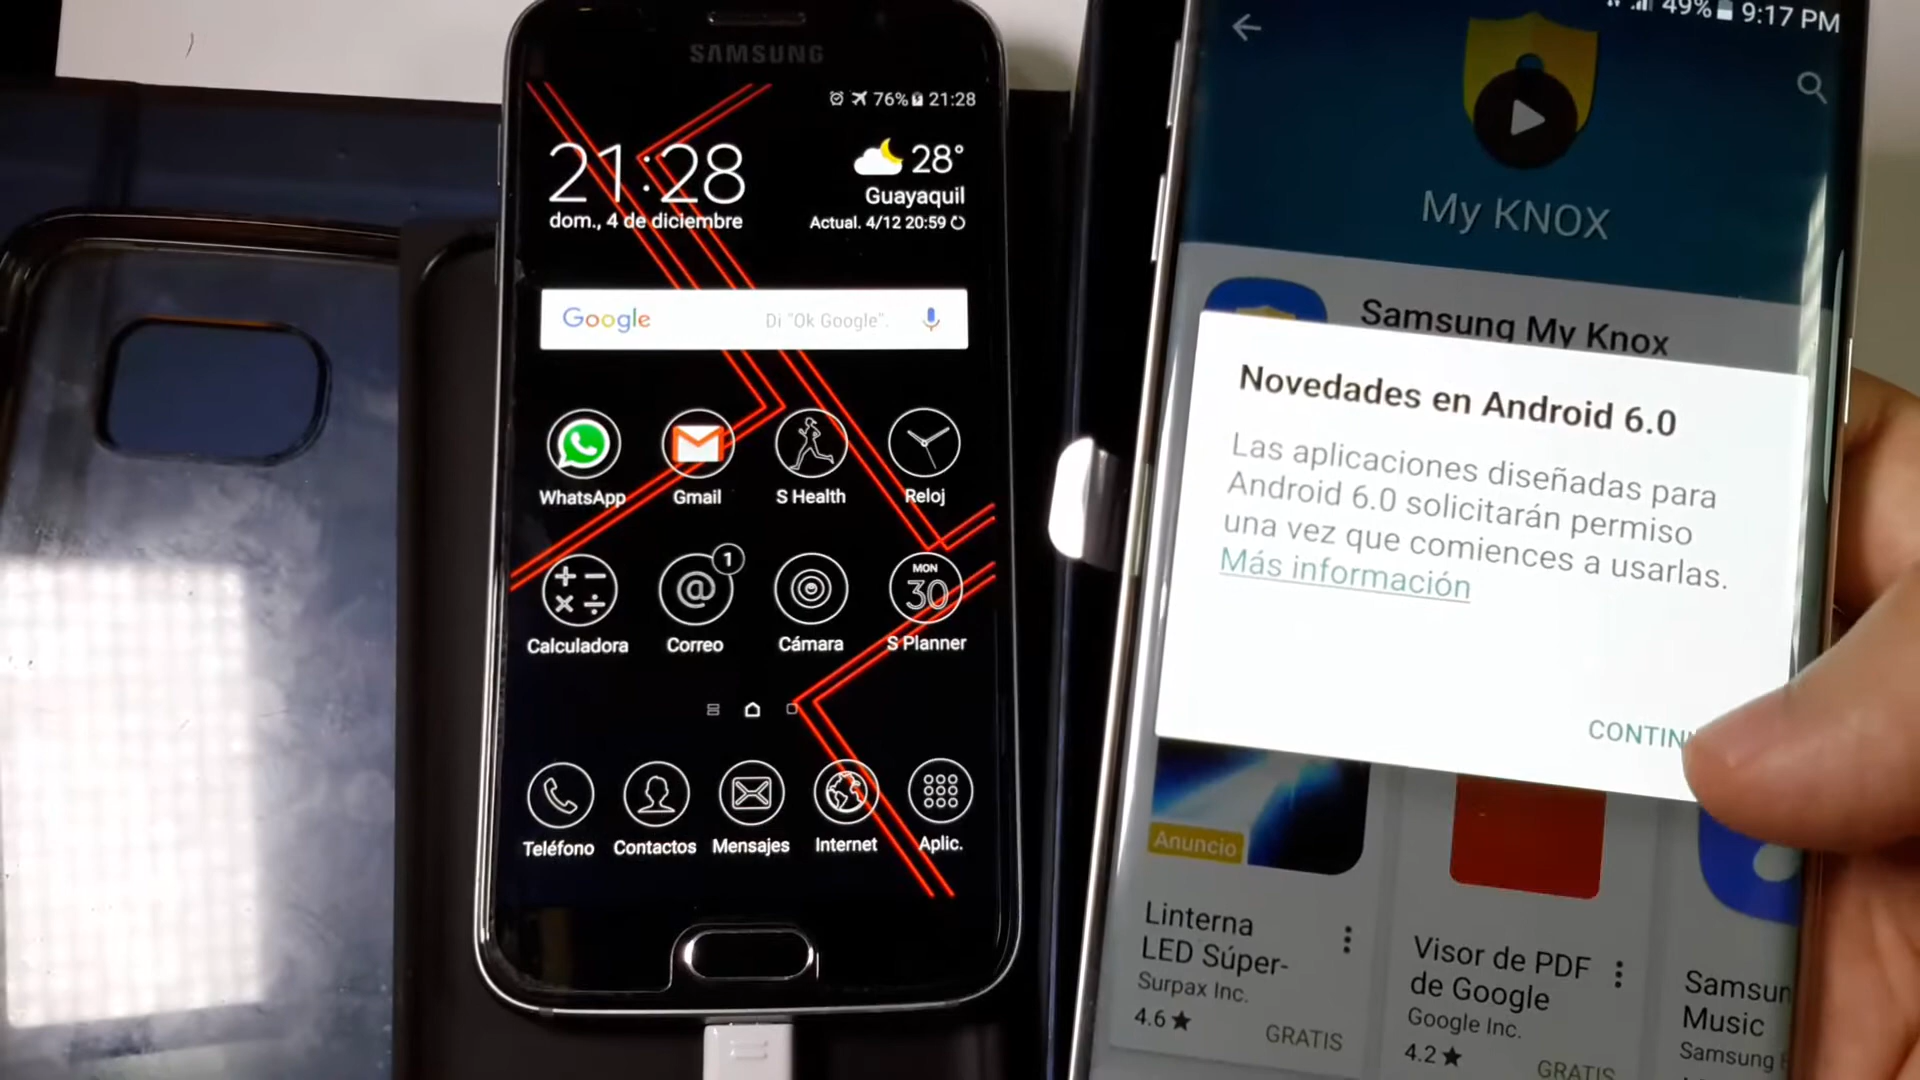 SAMSUNG
76% 21:28
21:28
dom., 4 de diciembre
28°
Guayaquil
Actual. 4/12 20:59
Google
Di "Ok Google".
WhatsApp
Gmail
S Health
Reloj
1
MON
30
Calculadora
Correo
Cámara
S Planner
Teléfono
Contactos
Mensajes
Internet
Aplic.
49% 9:17 PM
My KNOX
Samsung My Knox
Novedades en Android 6.0
Las aplicaciones diseñadas para
Android 6.0 solicitarán permiso
una vez que comiences a usarlas.
Más información
CONTIN
Anuncio
Linterna
LED Súper-
Surpax Inc.
4.6★
GRATIS
Visor de PDF
de Google
Google Inc.
4.2★
GRATIS
Samsun
Music
Samsung